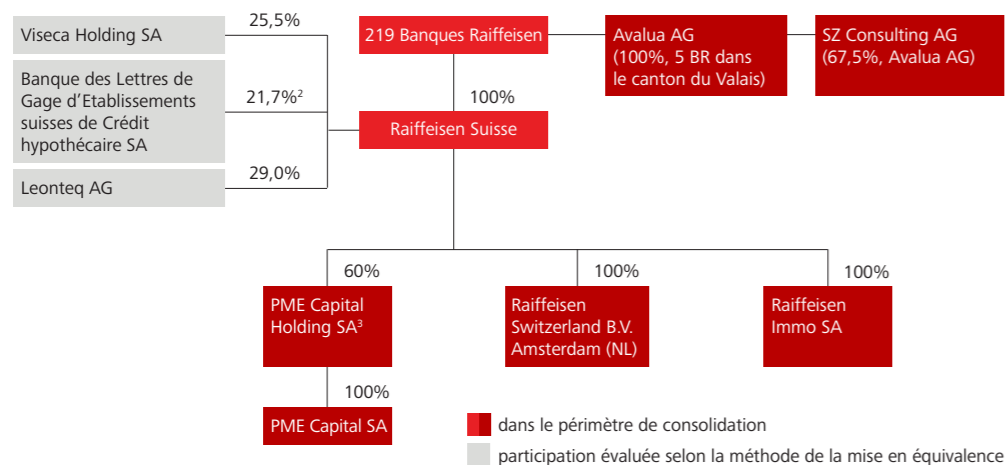 Viseca Holding SA
25,5%
219 Banques Raiffeisen
Avalua AG
(100%, 5 BR dans
le canton du Valais)
SZ Consulting AG
(67,5%, Avalua AG)
Banque des Lettres de
Gage d’Etablissements
suisses de Crédit
hypothécaire SA
21,7%²
100%
Raiffeisen Suisse
Leonteq AG
29,0%
60%
100%
100%
PME Capital
Holding SA³
Raiffeisen
Switzerland B.V.
Amsterdam (NL)
Raiffeisen
Immo SA
100%
PME Capital SA
dans le périmètre de consolidation
participation évaluée selon la méthode de la mise en équivalence